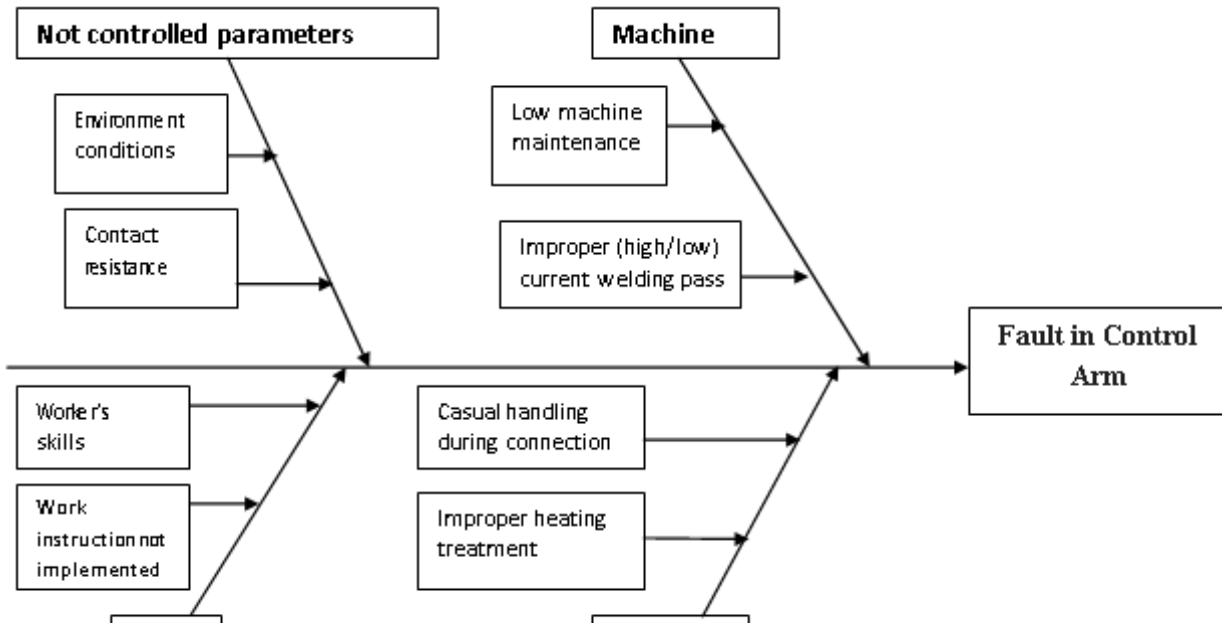 Not controlled parameters
Machine
Environment
conditions
Low machine
maintenance
Contact
resistance
Improper (high/low)
current welding pass
Fault in Control
Arm
Worker's
skills
Casual handling
during connection
Work
instruction not
implemented
Improper heating
treatment